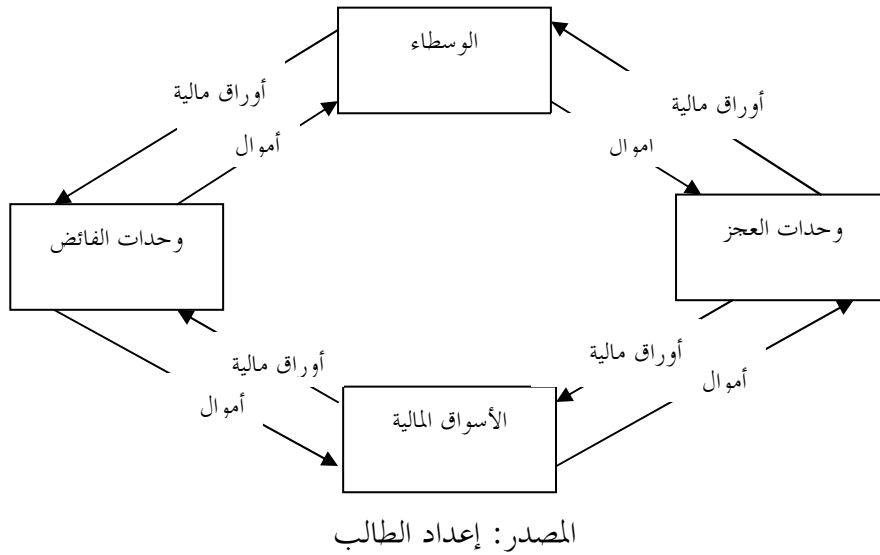 الوسطاء
أوراق مالية
أوراق مالية
أموال
اموال
وحدات العجز
وحدات الفائض
أوراق مالية
أوراق مالية
أموال
أموال
الأسواق المالية
المصدر: إعداد الطالب